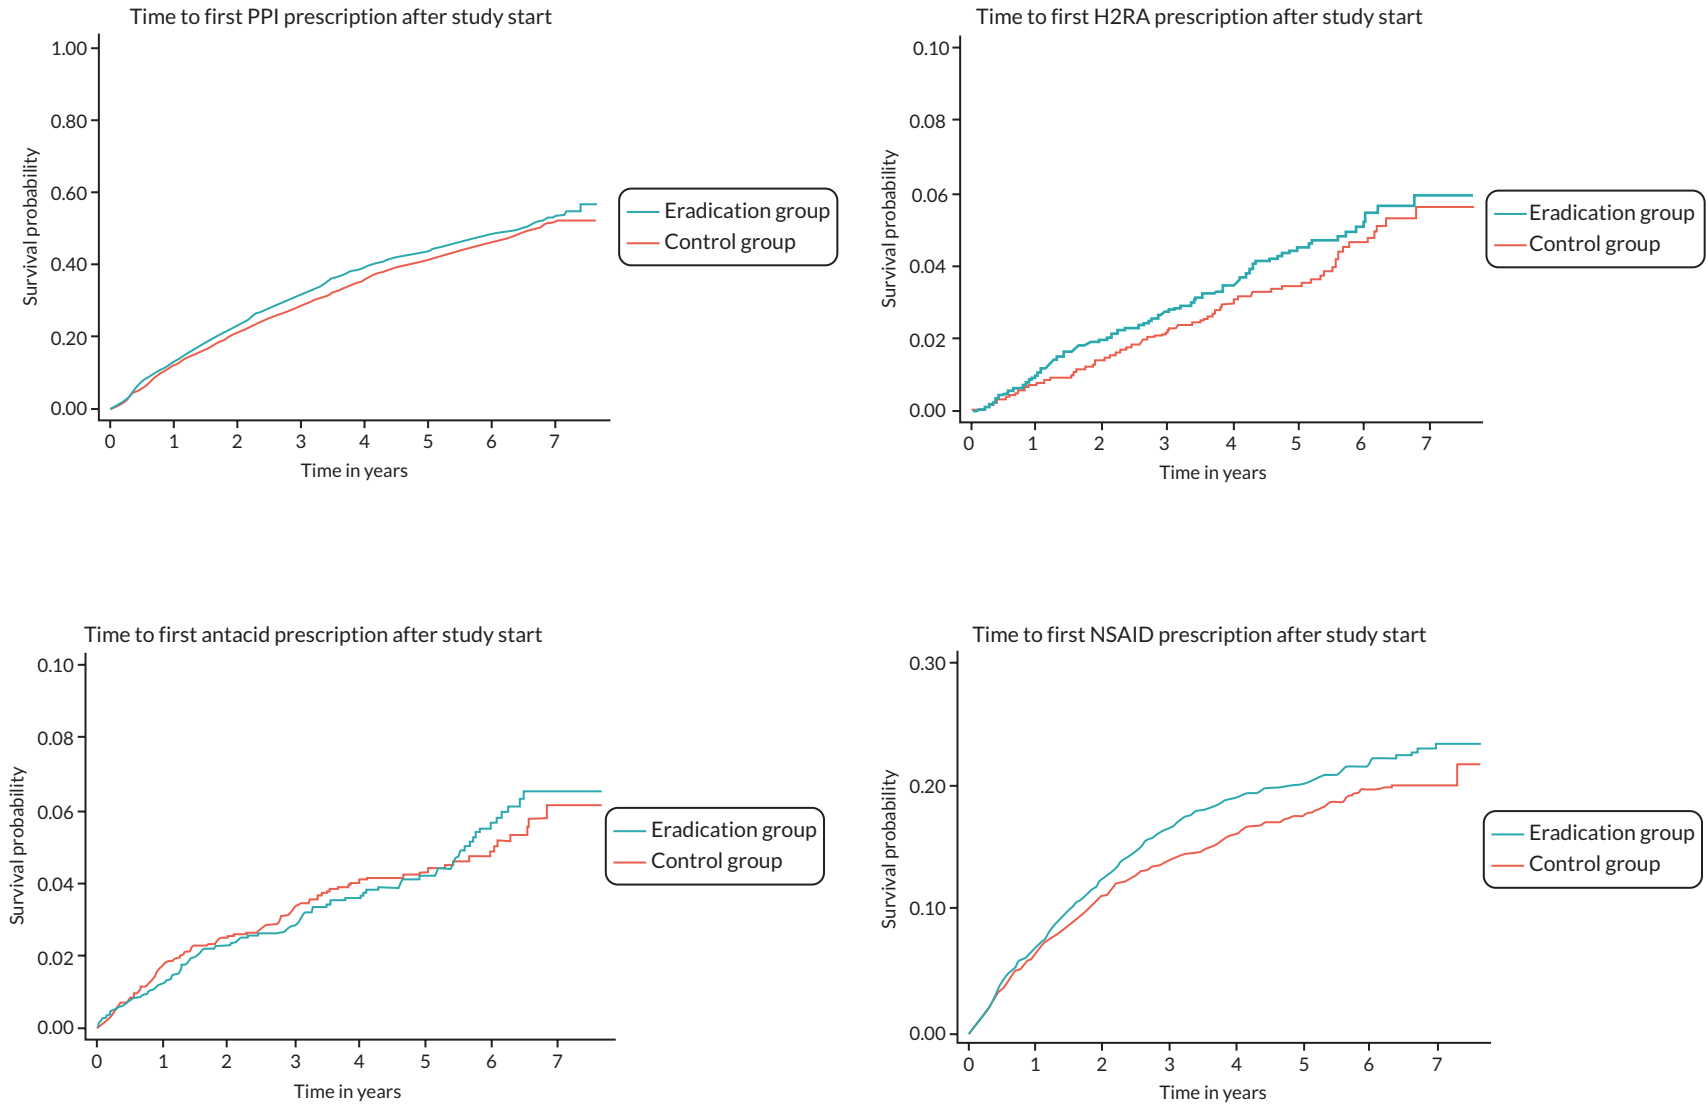 Time to first PPI prescription after study start
1.00
0.80
0.60
0.40
0.20
0.00
Survival probability
0 1 2 3 4 5 6 7
Time in years
Eradication group
Control group
Time to first H2RA prescription after study start
0.10
0.08
0.06
0.04
0.02
0.00
Survival probability
0 1 2 3 4 5 6 7
Time in years
Eradication group
Control group
Time to first antacid prescription after study start
0.10
0.08
0.06
0.04
0.02
0.00
Survival probability
0 1 2 3 4 5 6 7
Time in years
Eradication group
Control group
Time to first NSAID prescription after study start
0.30
0.20
0.10
0.00
Survival probability
0 1 2 3 4 5 6 7
Time in years
Eradication group
Control group